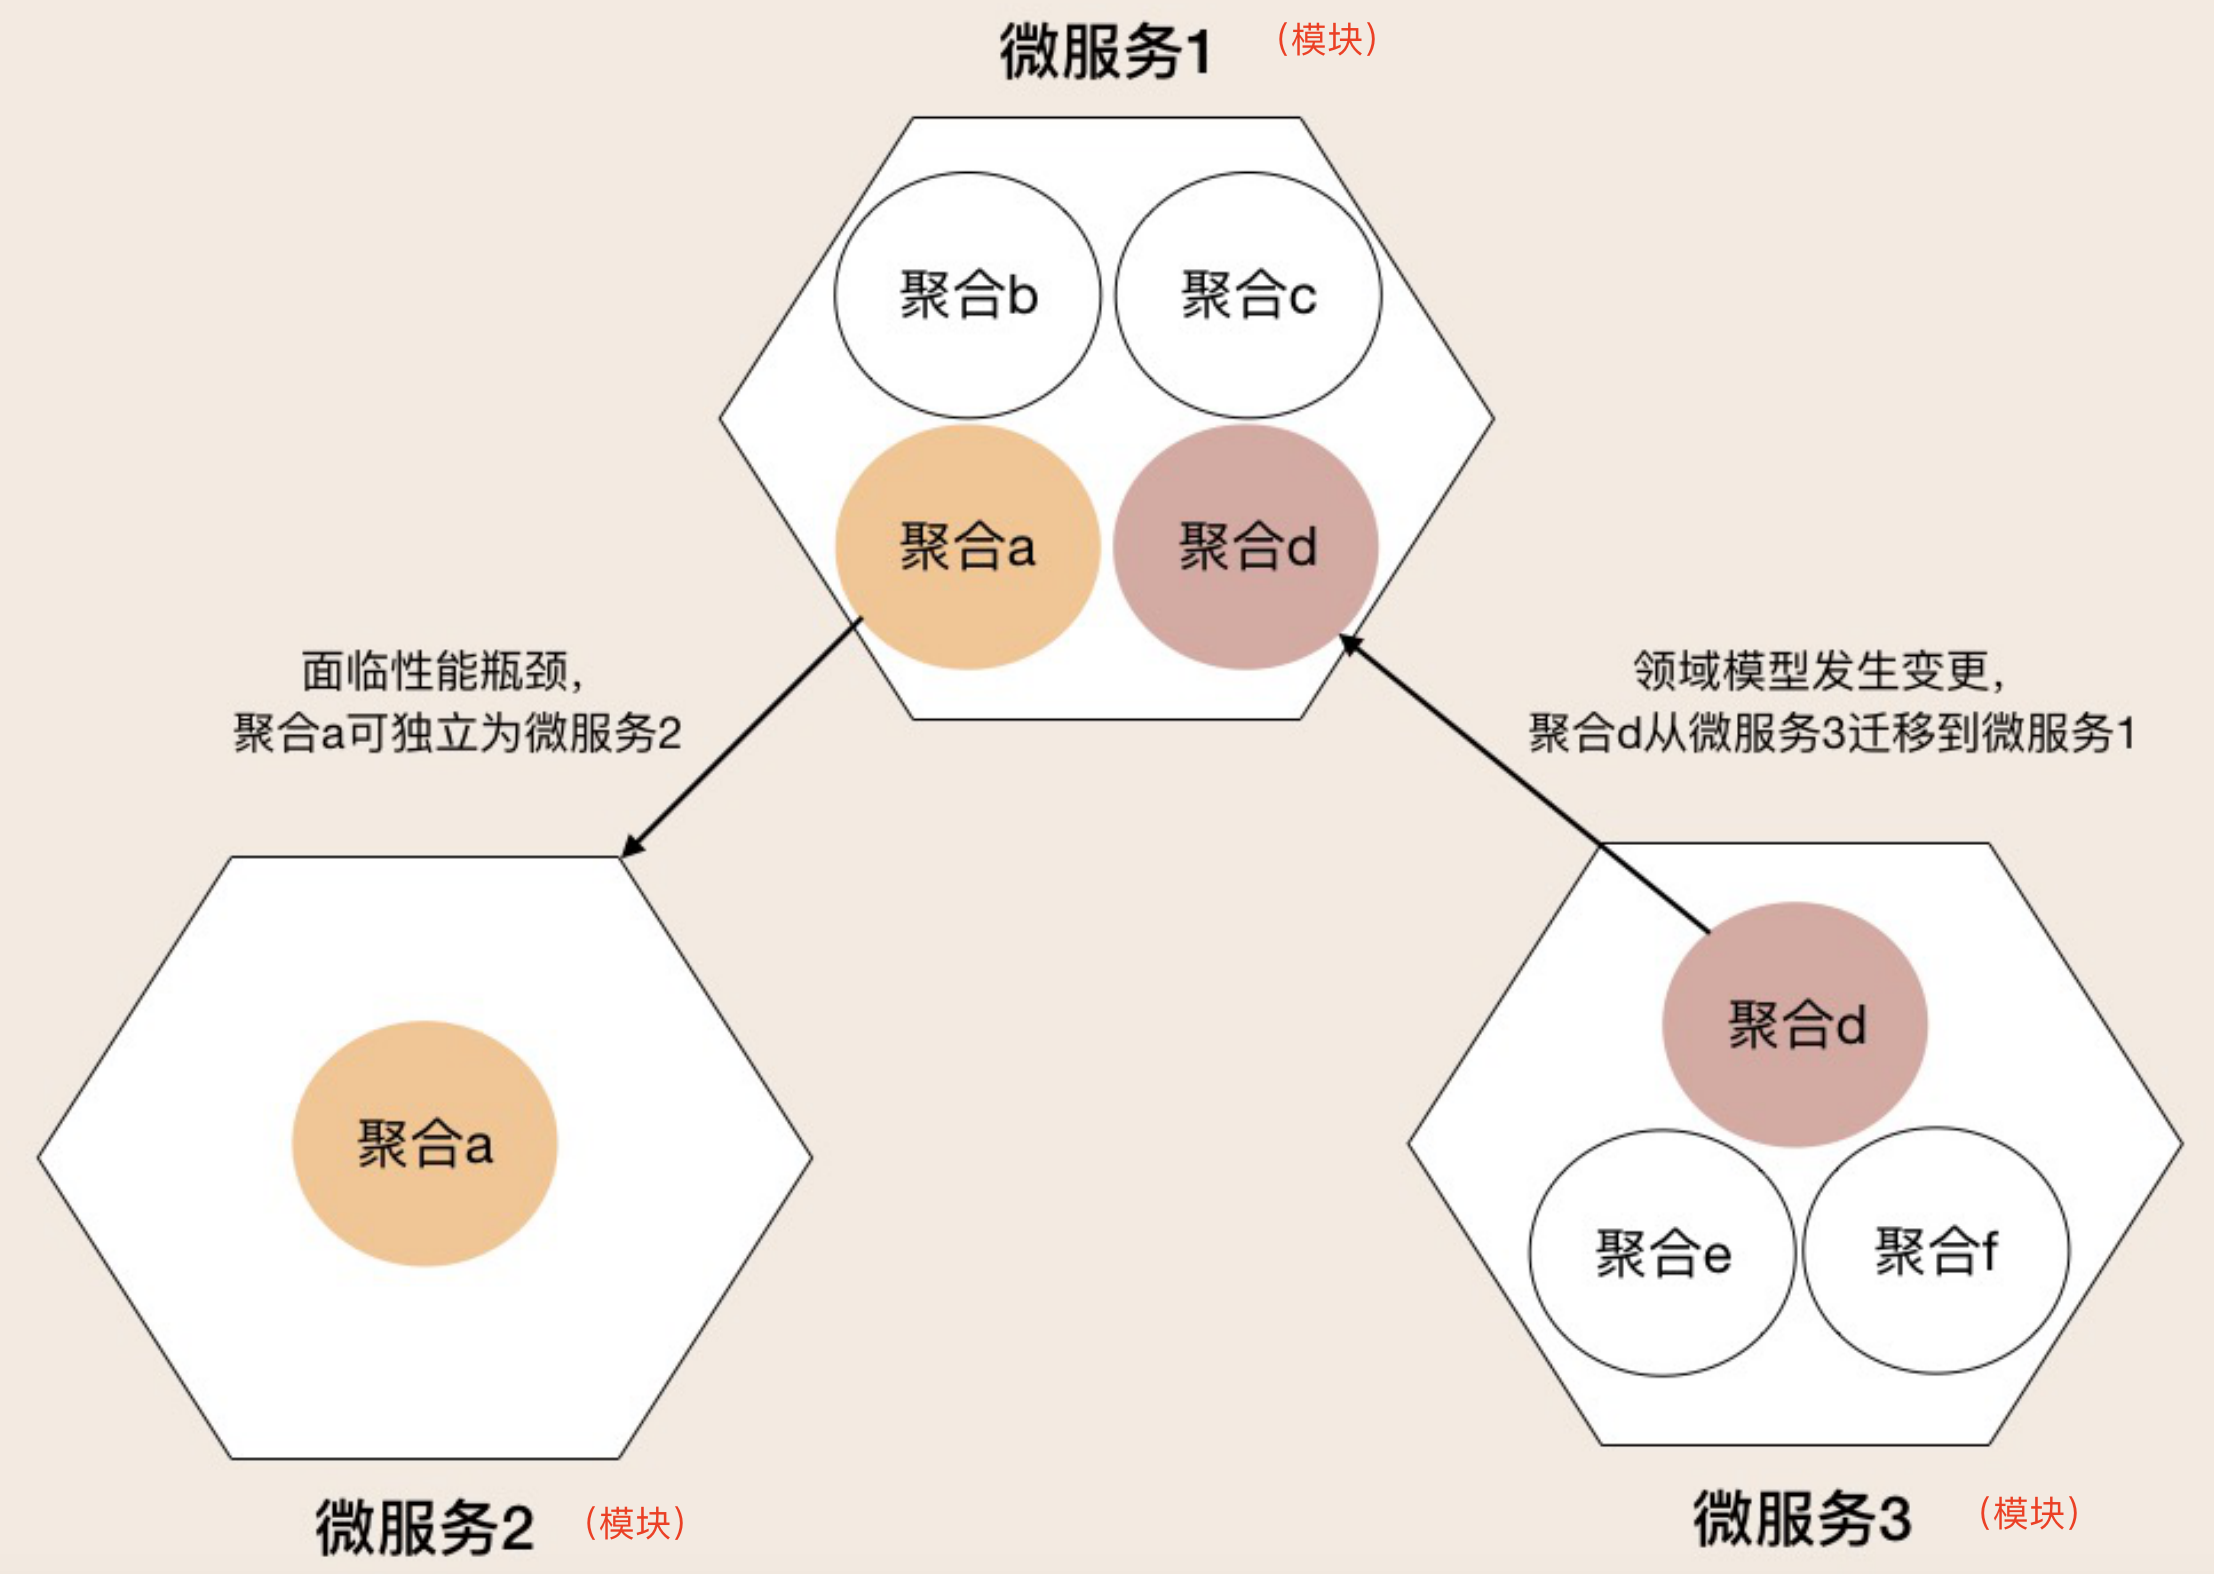 微服务1 （模块）
聚合b
聚合c
聚合a
聚合d
面临性能瓶颈，
聚合a可独立为微服务2
领域模型发生变更，
聚合d从微服务3迁移到微服务1
聚合a
聚合d
聚合e
聚合f
微服务2 （模块）
微服务3 （模块）